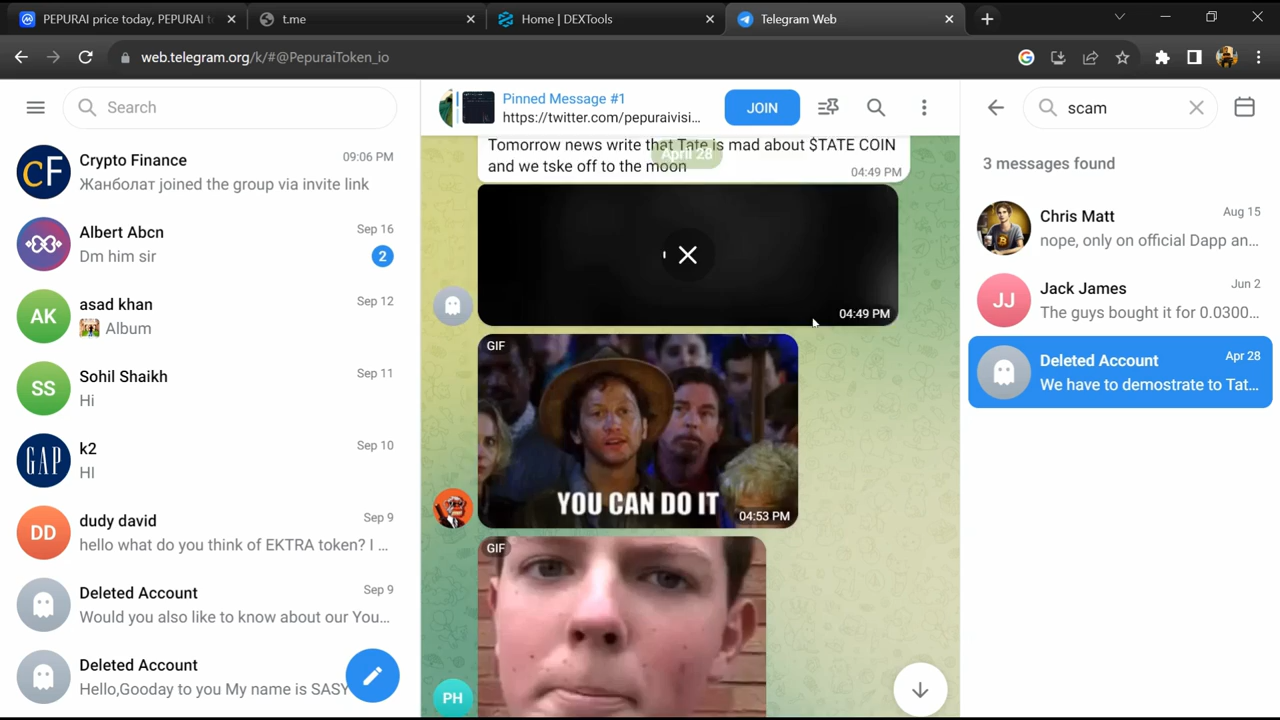 PEPURAI price today, PEPURAI t
t.me
Home | DEXTools
Telegram Web
web.telegram.org/k/#@PepuraiToken_io
Search
Crypto Finance
09:06 PM
Жанболат joined the group via invite link
Albert Abcn
Sep 16
Dm him sir
2
AK
asad khan
Sep 12
Album
SS
Sohil Shaikh
Sep 11
Hi
GAP
k2
Sep 10
HI
DD
dudy david
Sep 9
hello what do you think of EKTRA token? I ...
Deleted Account
Sep 9
Would you also like to know about our You...
Deleted Account
Hello,Gooday to you My name is SASY
Pinned Message #1
https://twitter.com/pepuraivisi...
JOIN
Tomorrow news write that Tate is mad about $TATE COIN
April 28
and we tske off to the moon
04:49 PM
04:49 PM
GIF
YOU CAN DO IT
04:53 PM
GIF
PH
scam
3 messages found
Chris Matt
Aug 15
nope, only on official Dapp an...
JJ
Jack James
Jun 2
The guys bought it for 0.0300...
Deleted Account
Apr 28
We have to demostrate to Tat...